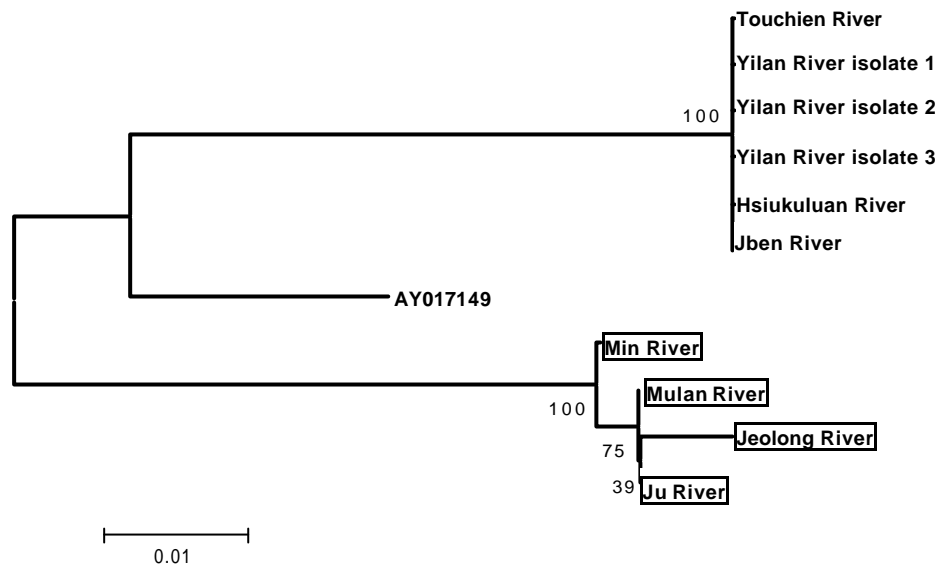 Touchien River
Yilan River isolate 1
Yilan River isolate 2
100
Yilan River isolate 3
Hsiukuluan River
Jben River
AY017149
Min River
Mulan River
100
Jeolong River
75
Ju River
39
0.01